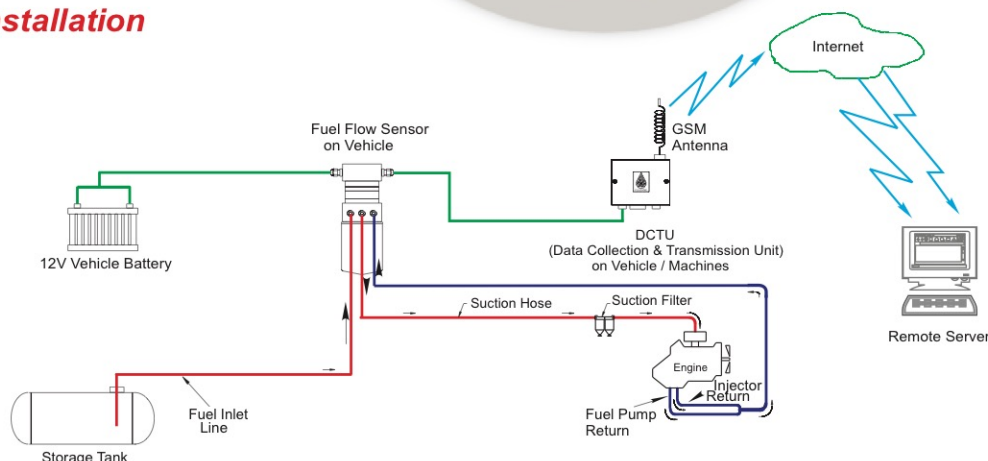 nstallation
Internet
Fuel Flow Sensor
on Vehicle
GSM
Antenna
12V Vehicle Battery
DCTU
(Data Collection & Transmission Unit)
on Vehicle / Machines
Suction Hose
Suction Filter
Remote Server
Engine
Injector
Return
Fuel Inlet
Line
Fuel Pump
Return
Storage Tank